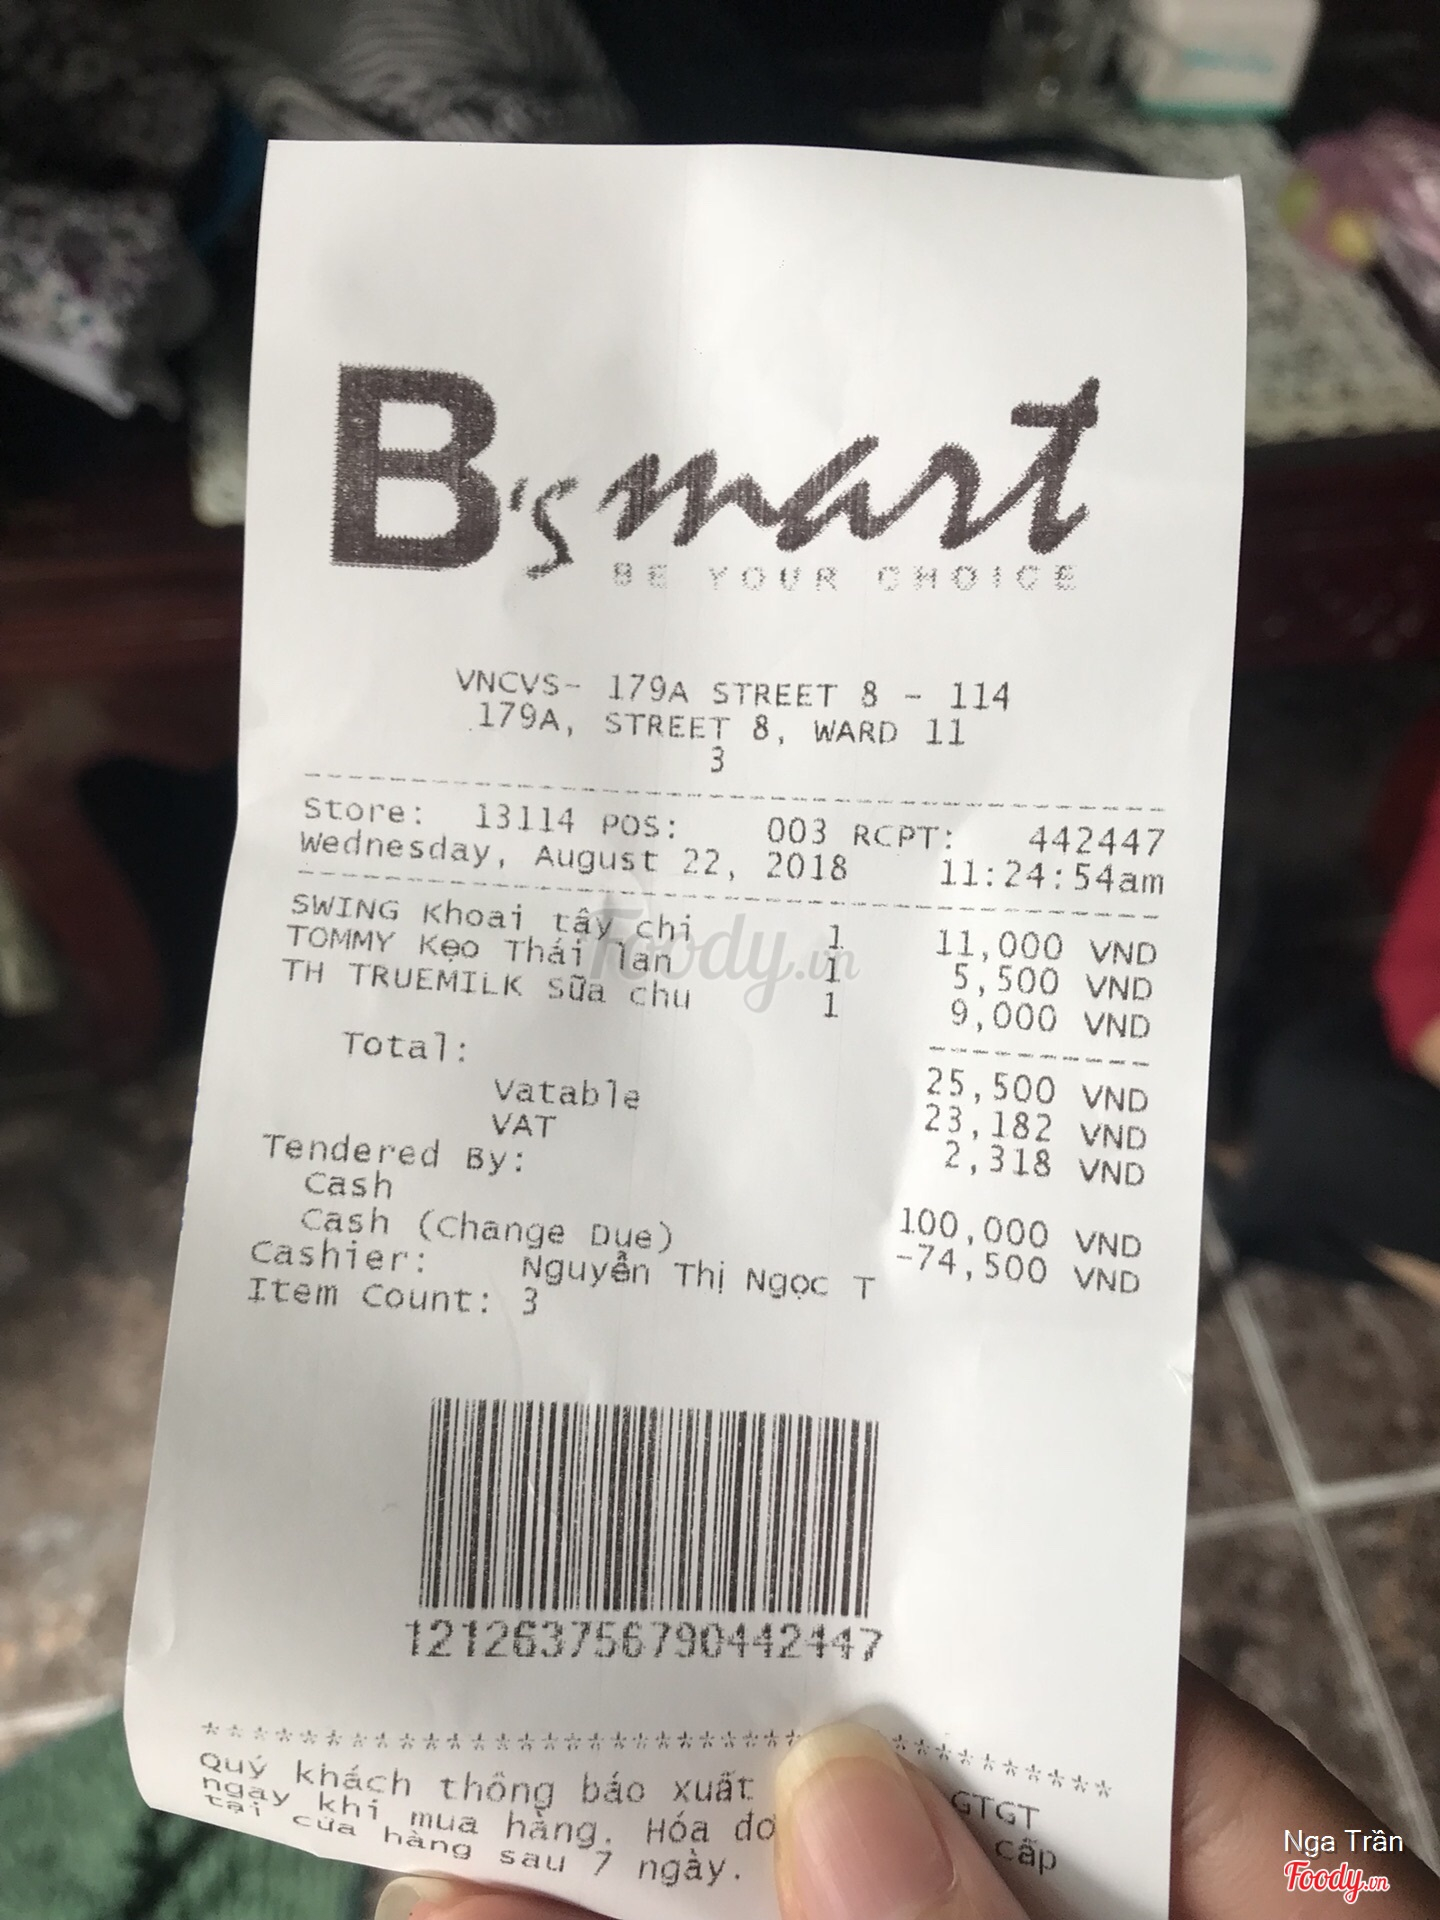 B's mart
BE YOUR CHOICE
VNCVS- 179A STREET 8 - 114
179A, STREET 8, WARD 11
3
Store: 13114 POS: 003 RCPT: 442447
Wednesday, August 22, 2018 11:24:54am
SWING Khoai tây chi 1 11,000 VND
TOMMY Kẹo Thái lan 1 5,500 VND
TH TRUEMILK Sữa chu 1 9,000 VND
Total: 25,500 VND
Vatable 23,182 VND
VAT 2,318 VND
Tendered By:
Cash 100,000 VND
Cash (Change Due) -74,500 VND
Cashier: Nguyễn Thị Ngọc T
Item Count: 3
121263756790442447
****************************************
Quý khách thông báo xuất GTGT
ngay khi mua hàng. Hóa đơ cấp
tại cửa hàng sau 7 ngày.
Foody.vn
Nga Trần
Foody.vn